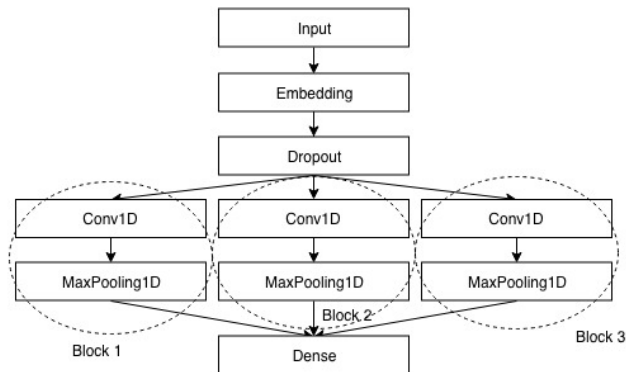 Input
Embedding
Dropout
Conv1D
Conv1D
Conv1D
MaxPooling1D
MaxPooling1D
MaxPooling1D
Block 2
Block 3
Block 1
Dense